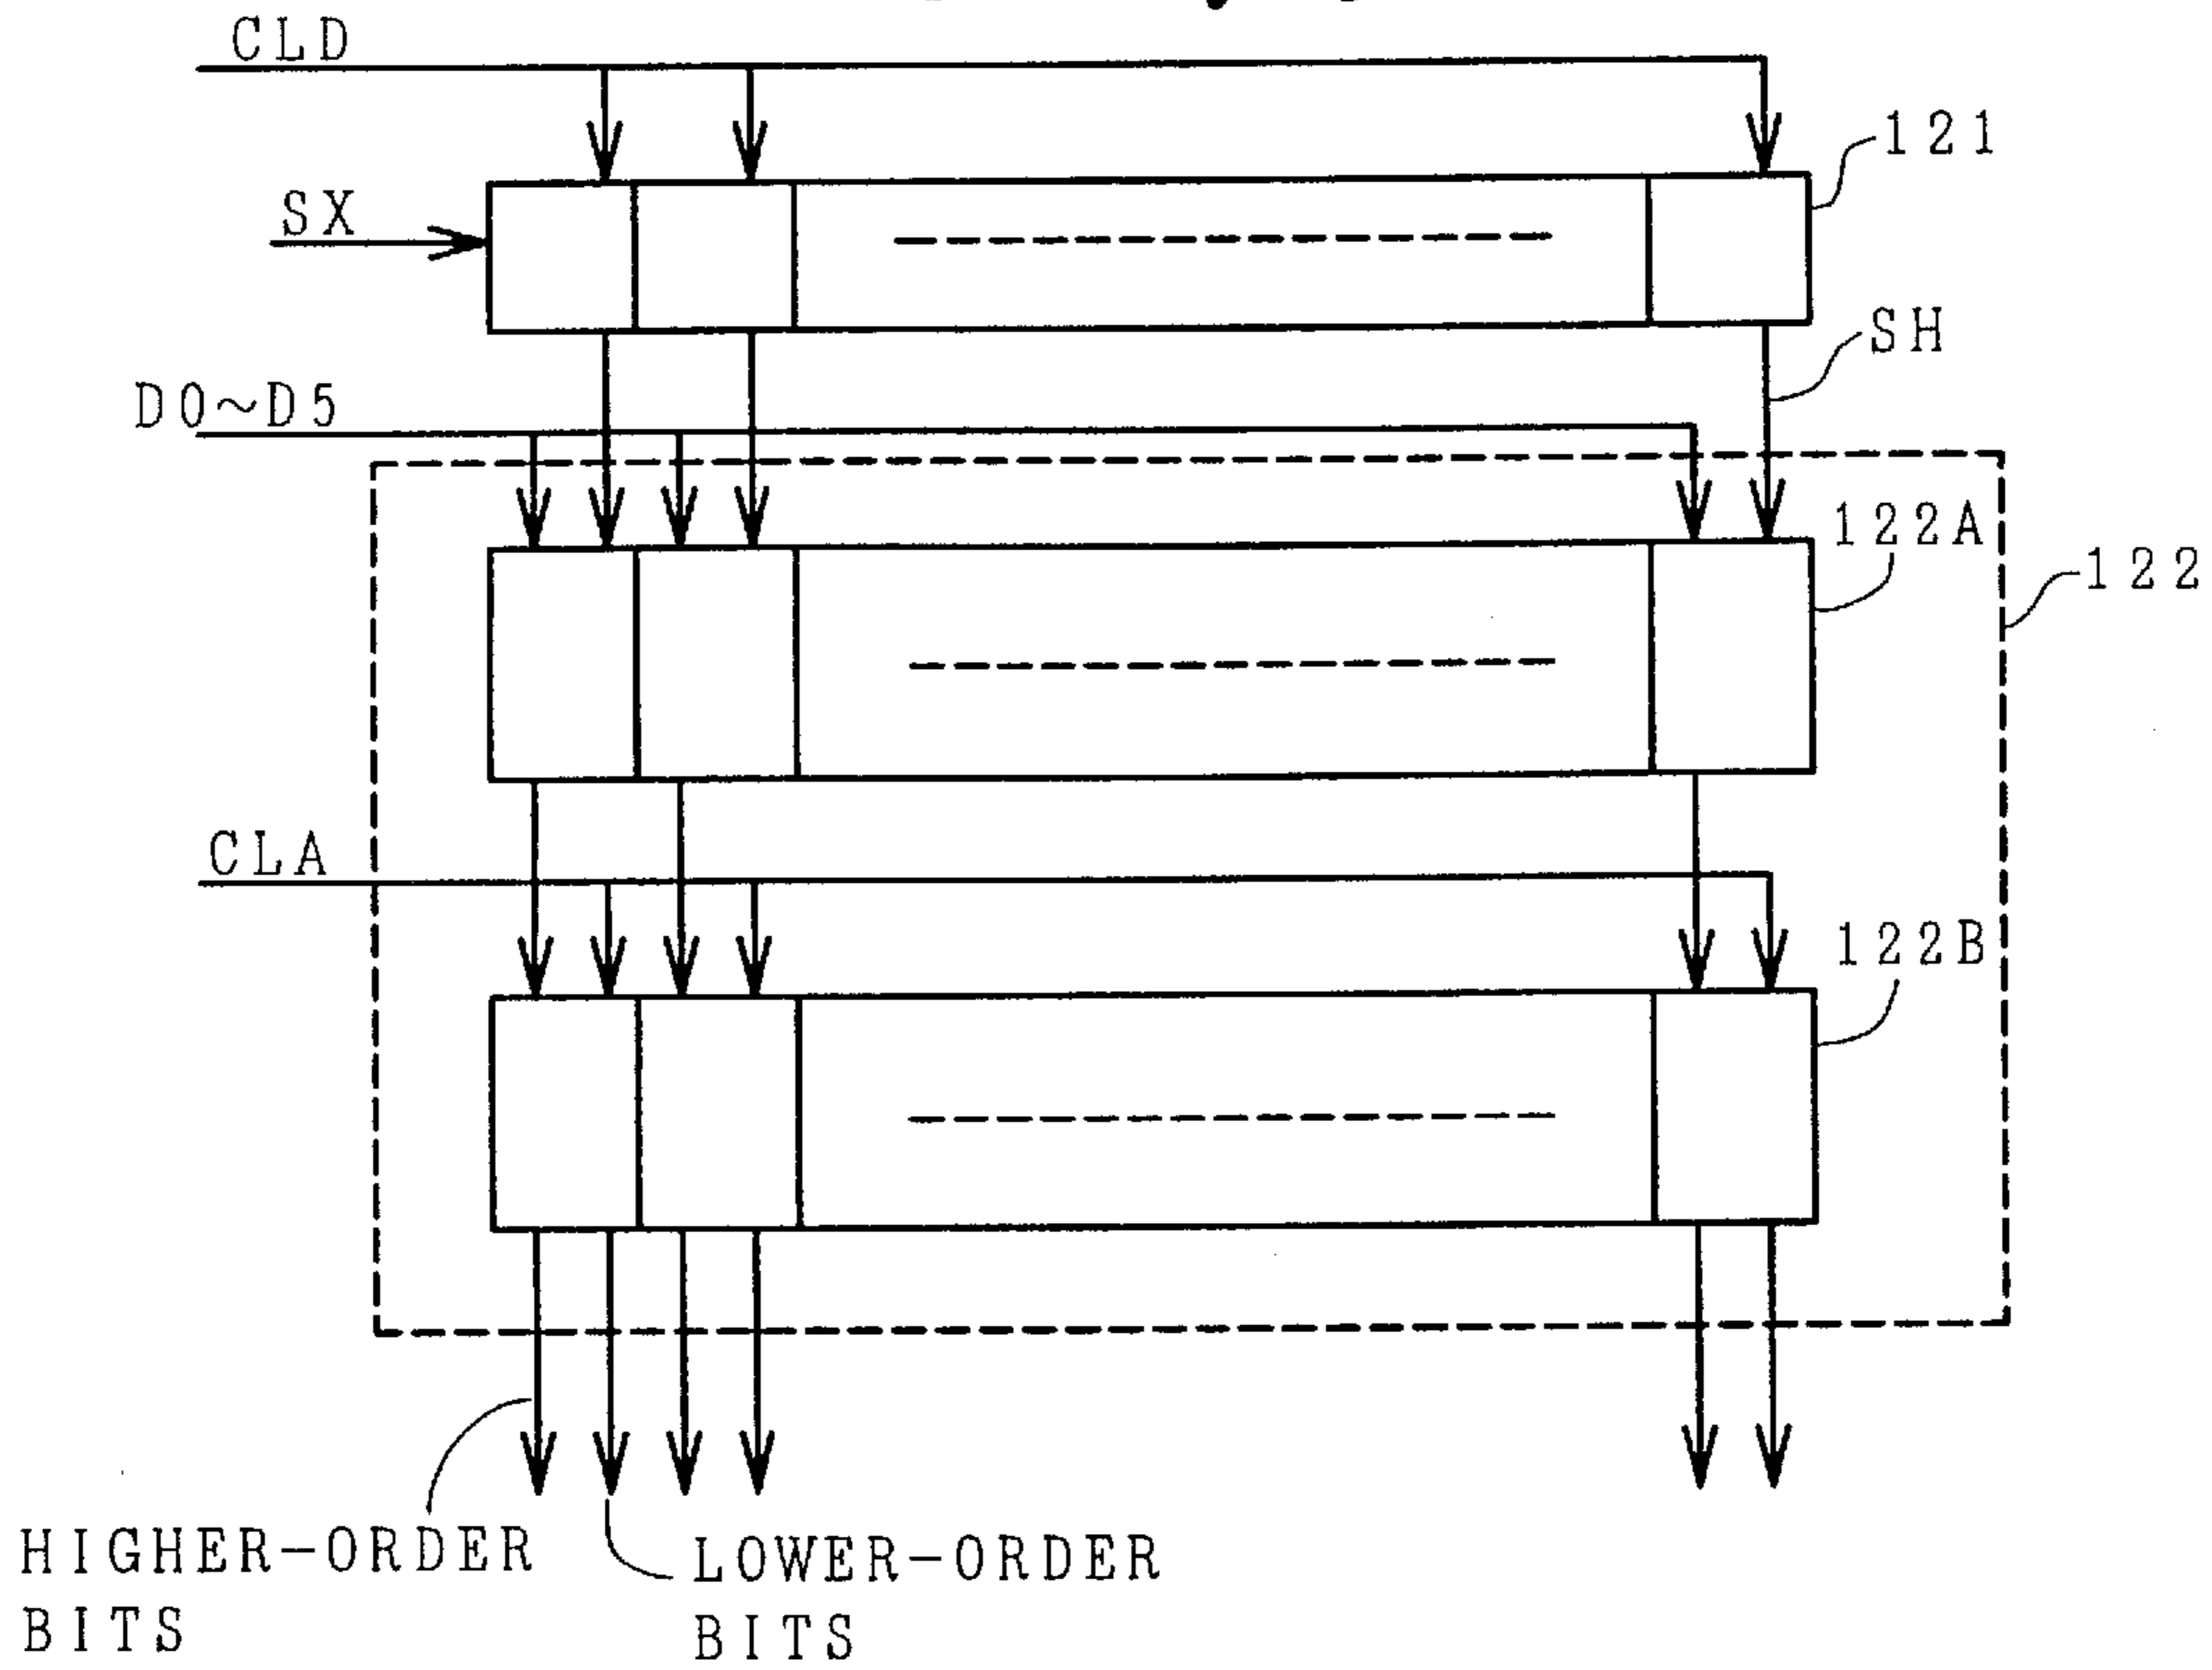 CLD
121
SX
SH
D0~D5
122A
122
CLA
122B
HIGHER-ORDER
BITS
LOWER-ORDER
BITS